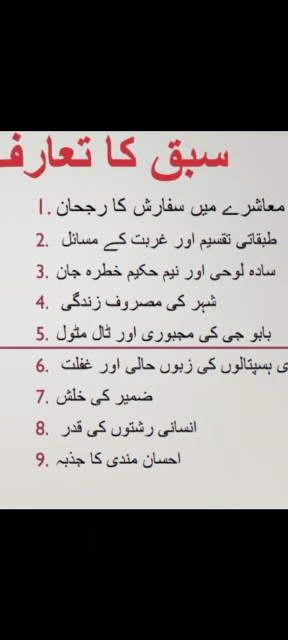 سبق کا تعارف
1. معاشرے میں سفارش کا رجحان
2. طبقاتی تقسیم اور غربت کے مسائل
3. سادہ لوحی اور نیم حکیم خطرہ جان
4. شہر کی مصروف زندگی
5. بابو جی کی مجبوری اور ٹال مٹول
6. ہسپتالوں کی زبوں حالی اور غفلت
7. ضمیر کی خلش
8. انسانی رشتوں کی قدر
9. احسان مندی کا جذبہ